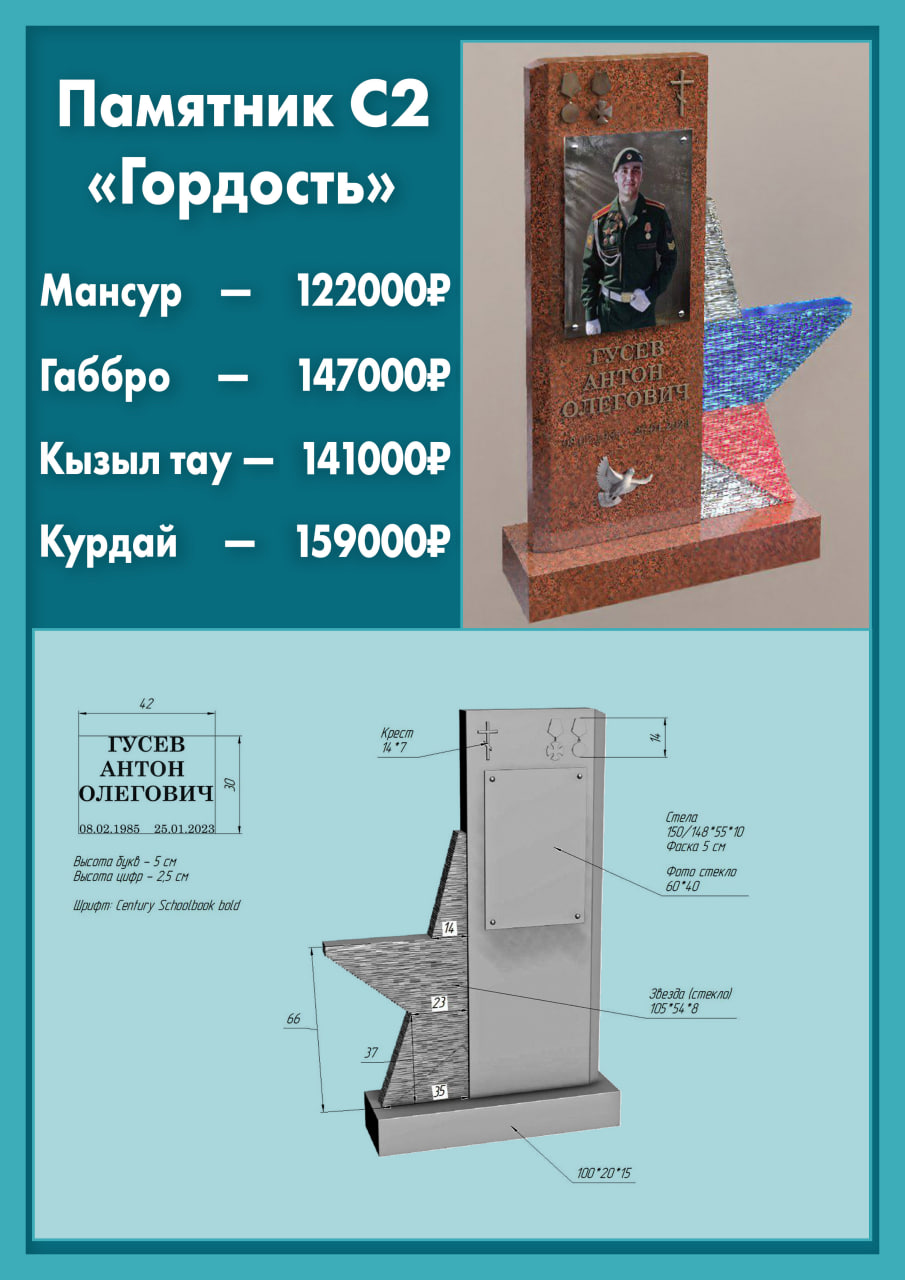 Памятник С2
«Гордость»
Мансур — 122000₽
Габбро — 147000₽
Кызыл тау — 141000₽
Курдай — 159000₽
ГУСЕВ
АНТОН
ОЛЕГОВИЧ
42
ГУСЕВ
АНТОН
ОЛЕГОВИЧ
08.02.1985 25.01.2023
30
Высота букв - 5 см
Высота цифр - 2,5 см
Шрифт: Century Schoolbook bold
Крест
14*7
14
Стела
150/148*55*10
Фаска 5 см
Фото стекло
60*40
14
Звезда (стекло)
105*54*8
23
66
37
35
100*20*15